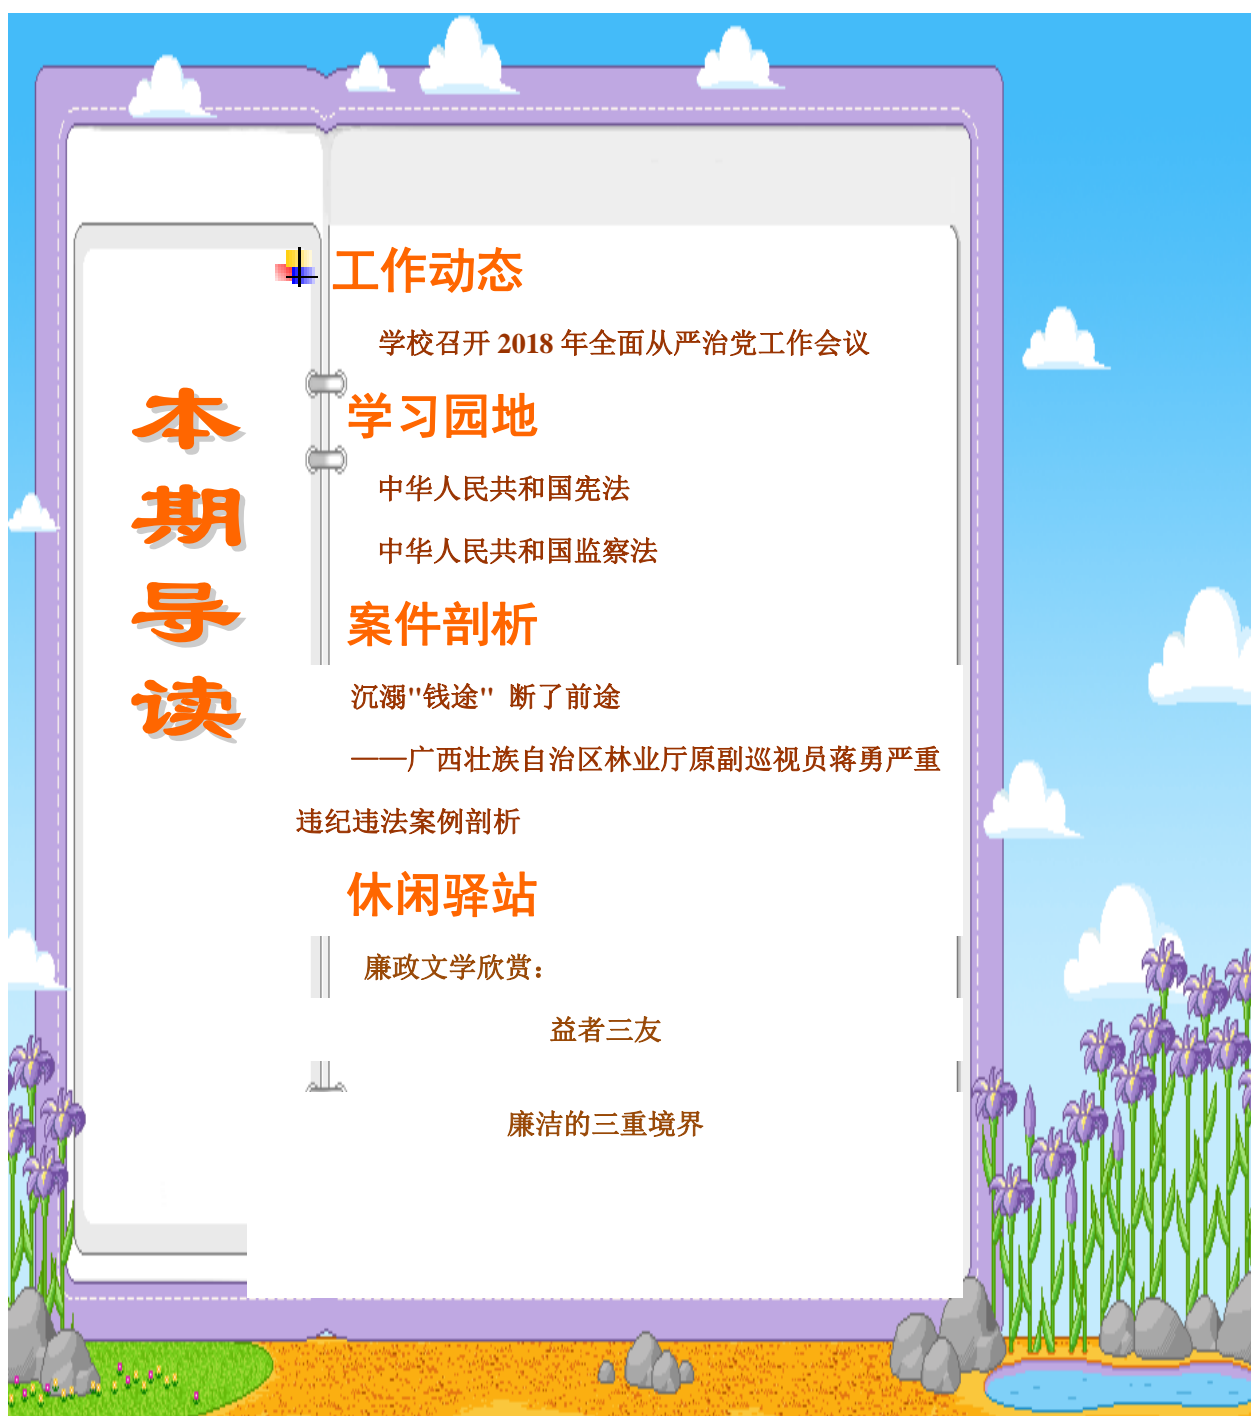 本期导读
工作动态
学校召开 2018 年全面从严治党工作会议
学习园地
中华人民共和国宪法
中华人民共和国监察法
案件剖析
沉溺"钱途" 断了前途
——广西壮族自治区林业厅原副巡视员蒋勇严重
违纪违法案例剖析
休闲驿站
廉政文学欣赏：
益者三友
廉洁的三重境界